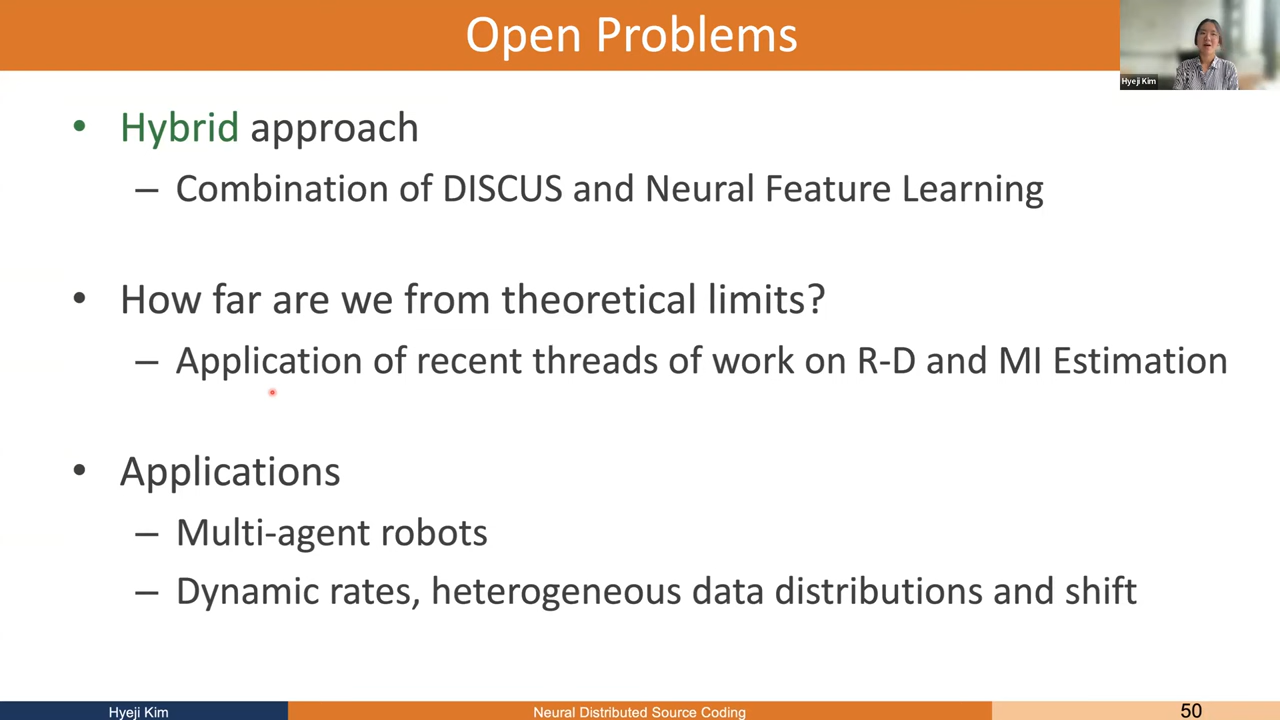 Open Problems
Hyeji Kim
• Hybrid approach
– Combination of DISCUS and Neural Feature Learning
• How far are we from theoretical limits?
– Application of recent threads of work on R-D and MI Estimation
• Applications
– Multi-agent robots
– Dynamic rates, heterogeneous data distributions and shift
Hyeji Kim
Neural Distributed Source Coding
50